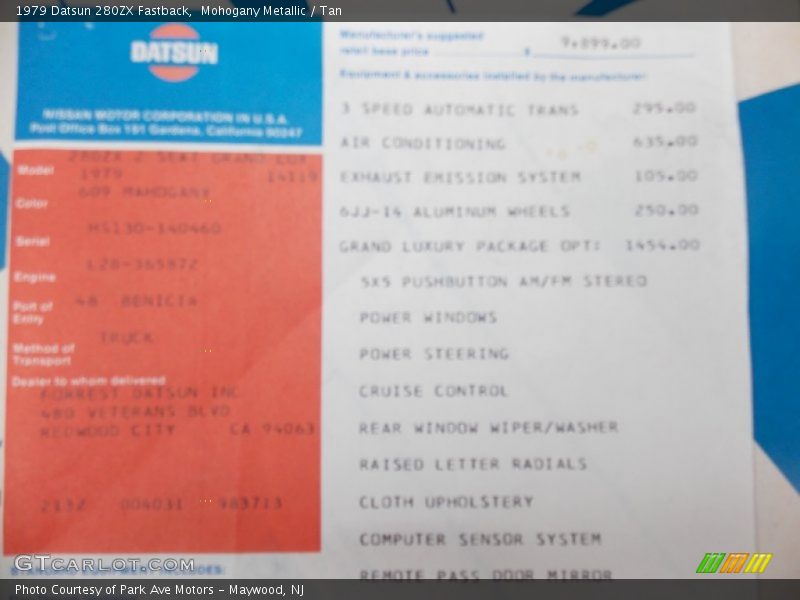 1979 Datsun 280ZX Fastback,  Mohogany Metallic / Tan
DATSUN
NISSAN MOTOR CORPORATION IN U.S.A.
Post Office Box 191 Gardena, California 90247
280ZX 2 SEAT GRAND LUX
Model 1979 14119
609 MAHOGANY
Color
HS130-140460
Serial
L28-365872
Engine
48 BENICIA
Port of
Entry
TRUCK
Method of
Transport
Dealer to whom delivered
FORREST DATSUN INC
480 VETERANS BLVD
REDWOOD CITY CA 94063
2132 004031 983713
STANDARD EQUIPMENT INCLUDES:
Manufacturer's suggested
retail base price $ 9,899.00
Equipment & accessories installed by the manufacturer:
3 SPEED AUTOMATIC TRANS 295.00
AIR CONDITIONING 635.00
EXHAUST EMISSION SYSTEM 105.00
6JJ-14 ALUMINUM WHEELS 250.00
GRAND LUXURY PACKAGE OPT: 1454.00
5X5 PUSHBUTTON AM/FM STEREO
POWER WINDOWS
POWER STEERING
CRUISE CONTROL
REAR WINDOW WIPER/WASHER
RAISED LETTER RADIALS
CLOTH UPHOLSTERY
COMPUTER SENSOR SYSTEM
REMOTE PASS DOOR MIRROR
GTCARLOT.COM
Photo Courtesy of Park Ave Motors - Maywood, NJ